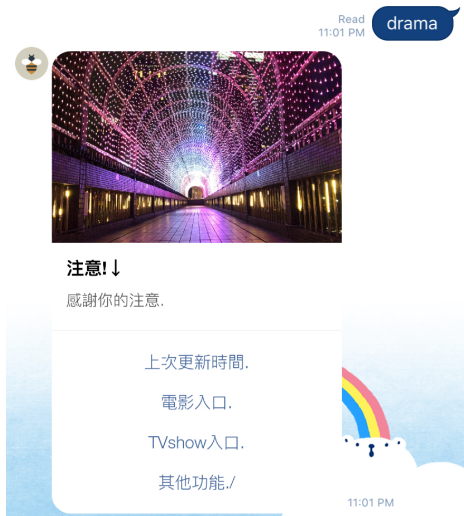 Read
11:01 PM
drama
注意!↓
感謝你的注意.
上次更新時間.
電影入口.
TVshow入口.
其他功能./
11:01 PM